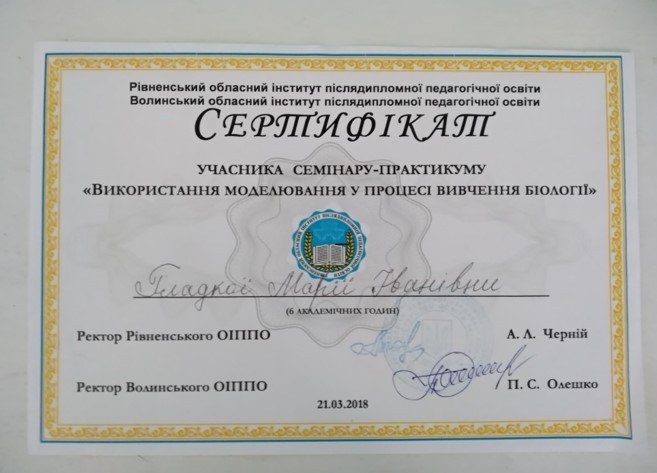 Рівненський обласний інститут післядипломної педагогічної освіти
Волинський обласний інститут післядипломної педагогічної освіти
СЕРТИФІКАТ
УЧАСНИКА СЕМІНАРУ-ПРАКТИКУМУ
«ВИКОРИСТАННЯ МОДЕЛЮВАННЯ У ПРОЦЕСІ ВИВЧЕННЯ БІОЛОГІЇ»
Гладкої Марії Іванівни
(6 АКАДЕМІЧНИХ ГОДИН)
Ректор Рівненського ОІППО А. Л. Черній
Ректор Волинського ОІППО П. С. Олешко
21.03.2018